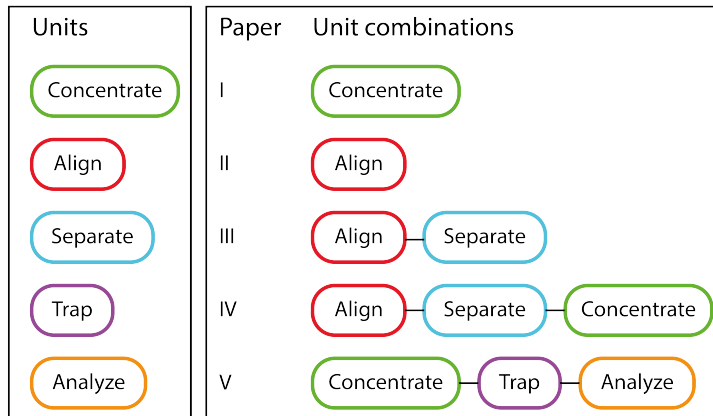 Units
Concentrate
Align
Separate
Trap
Analyze
Paper Unit combinations
I Concentrate
II Align
III Align Separate
IV Align Separate Concentrate
V Concentrate Trap Analyze